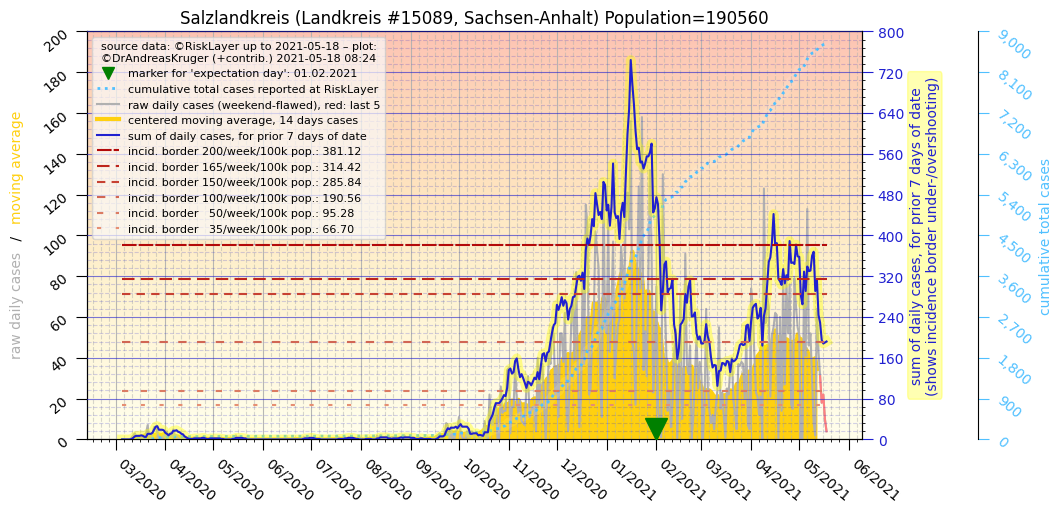 Salzlandkreis (Landkreis #15089, Sachsen-Anhalt) Population=190560
source data: ©RiskLayer up to 2021-05-18 – plot:
©DrAndreasKruger (+contrib.) 2021-05-18 08:24
marker for 'expectation day': 01.02.2021
cumulative total cases reported at RiskLayer
raw daily cases (weekend-flawed), red: last 5
centered moving average, 14 days cases
sum of daily cases, for prior 7 days of date
incid. border 200/week/100k pop.: 381.12
incid. border 165/week/100k pop.: 314.42
incid. border 150/week/100k pop.: 285.84
incid. border 100/week/100k pop.: 190.56
incid. border   50/week/100k pop.: 95.28
incid. border   35/week/100k pop.: 66.70
raw daily cases  /  moving average
200
180
160
140
120
100
80
60
40
20
0
800
720
640
560
480
400
320
240
160
80
0
sum of daily cases, for prior 7 days of date
(shows incidence border under-/overshooting)
9,000
8,100
7,200
6,300
5,400
4,500
3,600
2,700
1,800
900
0
cumulative total cases
03/2020
04/2020
05/2020
06/2020
07/2020
08/2020
09/2020
10/2020
11/2020
12/2020
01/2021
02/2021
03/2021
04/2021
05/2021
06/2021